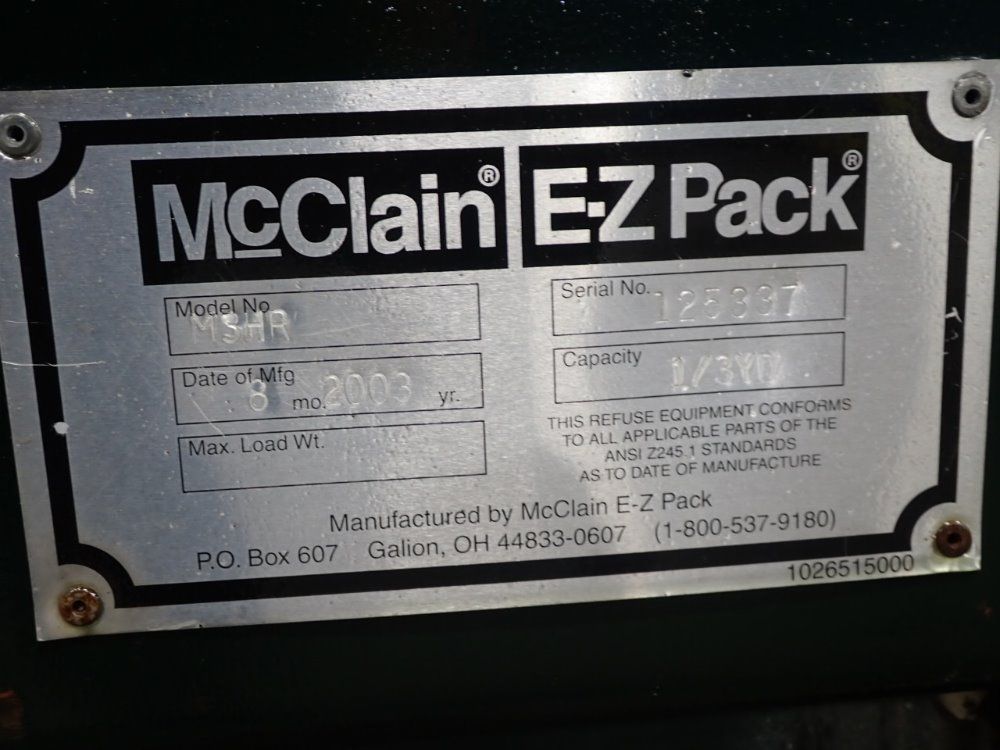 McClain® E-Z Pack®
Model No.
MSHR
Serial No.
125337
Date of Mfg
8 mo. 2003 yr.
Capacity
1/3YD
Max. Load Wt.
THIS REFUSE EQUIPMENT CONFORMS
TO ALL APPLICABLE PARTS OF THE
ANSI Z245.1 STANDARDS
AS TO DATE OF MANUFACTURE
Manufactured by McClain E-Z Pack
P.O. Box 607 Galion, OH 44833-0607 (1-800-537-9180)
1026515000